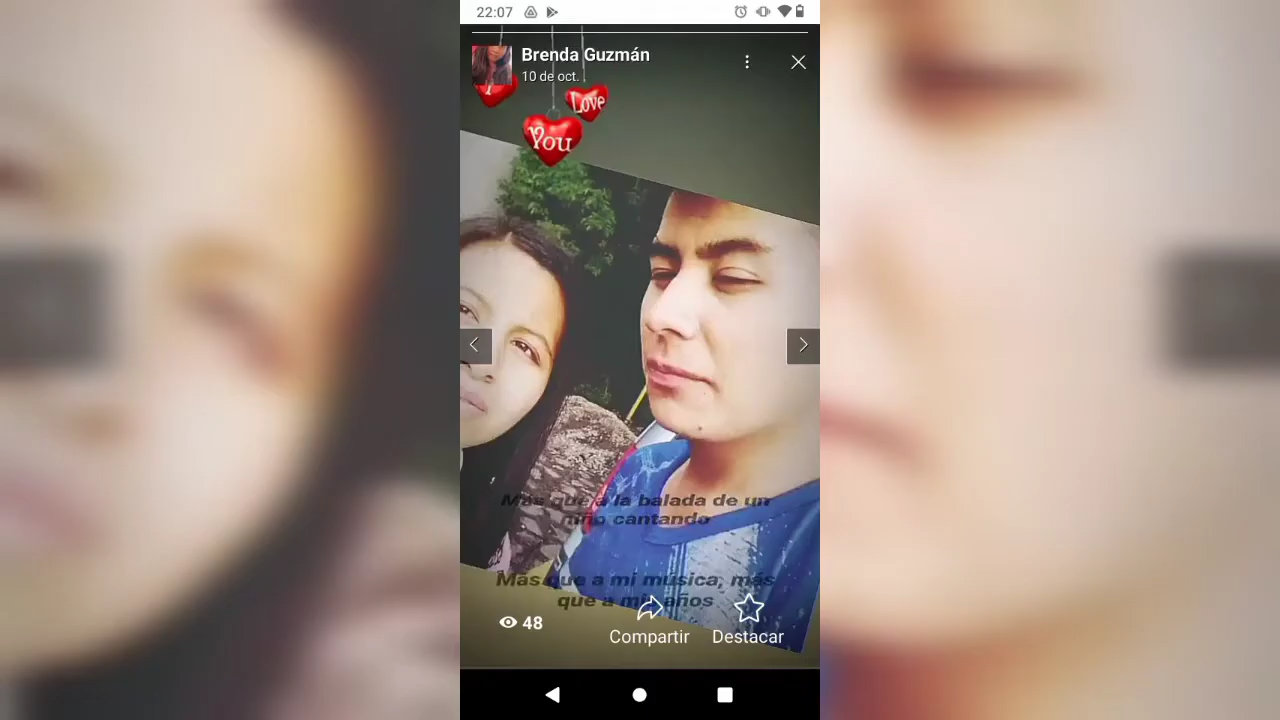 22:07
Brenda Guzmán
10 de oct.
I
Love
You
Más que a la balada de un
niño cantando
Más que a mi música, más
que a mis años
48
Compartir
Destacar